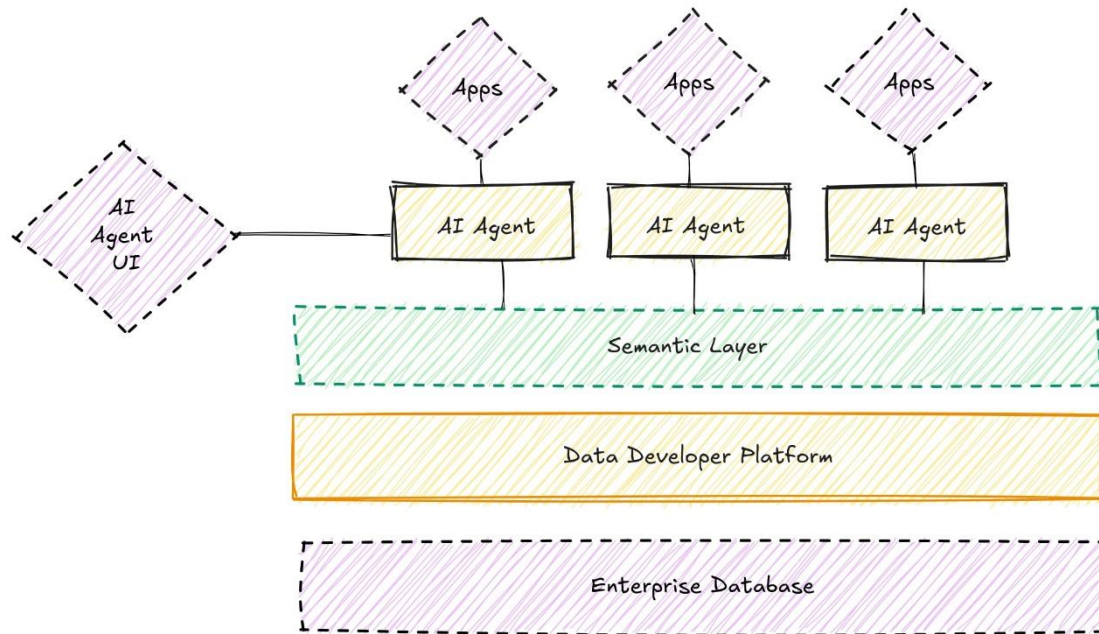 Apps
Apps
Apps
AI
Agent
UI
AI Agent
AI Agent
AI Agent
Semantic Layer
Data Developer Platform
Enterprise Database